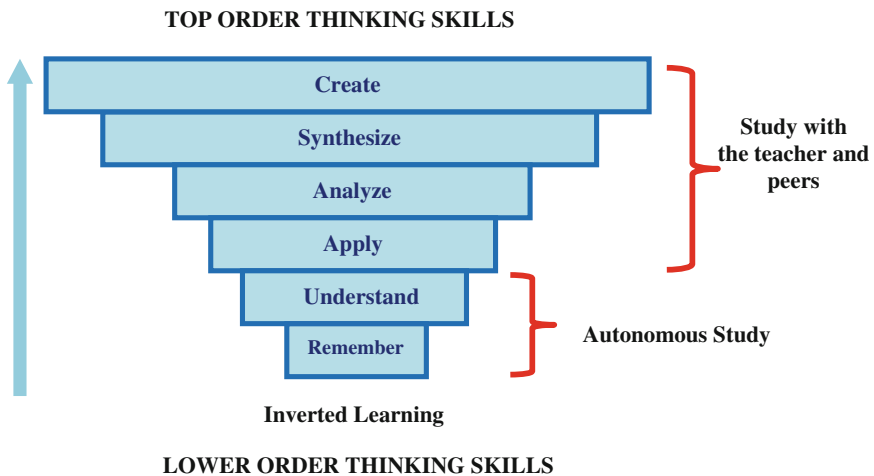 TOP ORDER THINKING SKILLS
Create
Synthesize
Analyze
Apply
Understand
Remember
Study with
the teacher and
peers
Autonomous Study
Inverted Learning
LOWER ORDER THINKING SKILLS